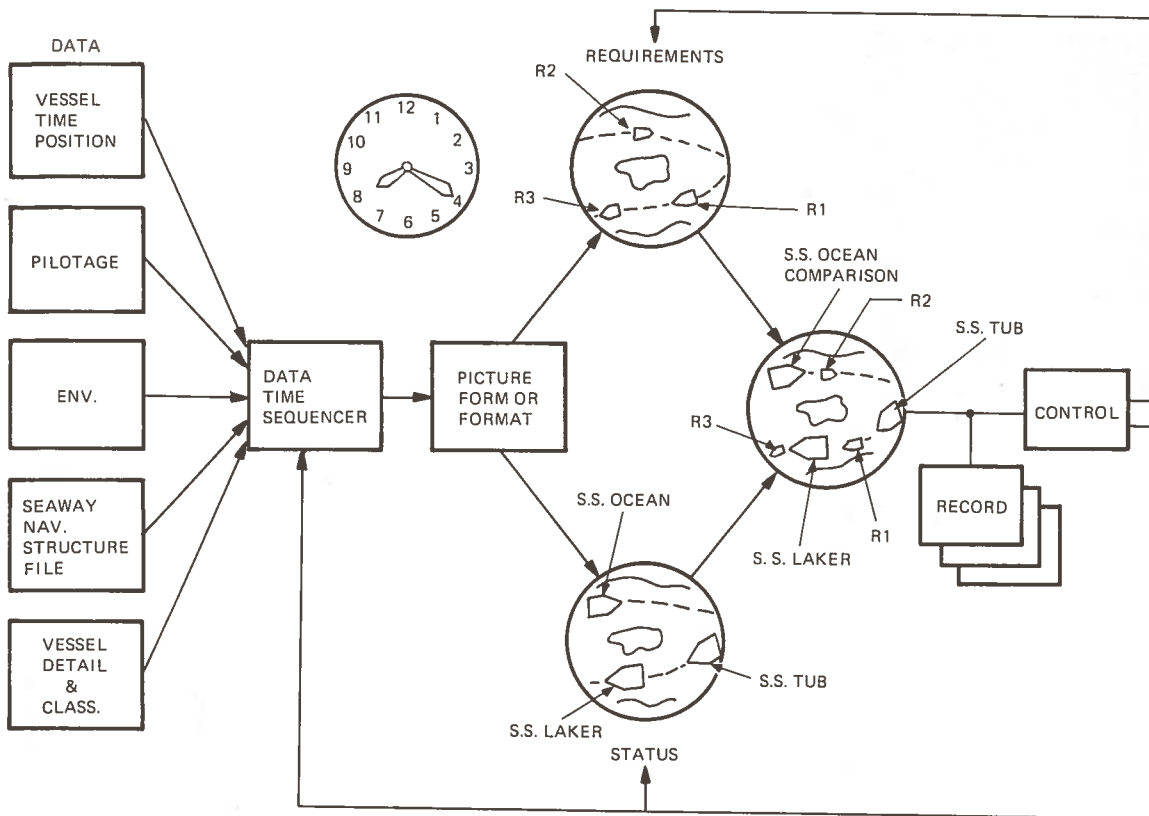 DATA
VESSEL
TIME
POSITION
PILOTAGE
ENV.
SEAWAY
NAV.
STRUCTURE
FILE
VESSEL
DETAIL
&
CLASS.
12
1
2
3
4
5
6
7
8
9
10
11
DATA
TIME
SEQUENCER
PICTURE
FORM OR
FORMAT
REQUIREMENTS
R2
R3
R1
S.S. OCEAN
COMPARISON
R2
S.S. TUB
R3
R1
S.S. LAKER
CONTROL
RECORD
S.S. OCEAN
S.S. TUB
S.S. LAKER
STATUS